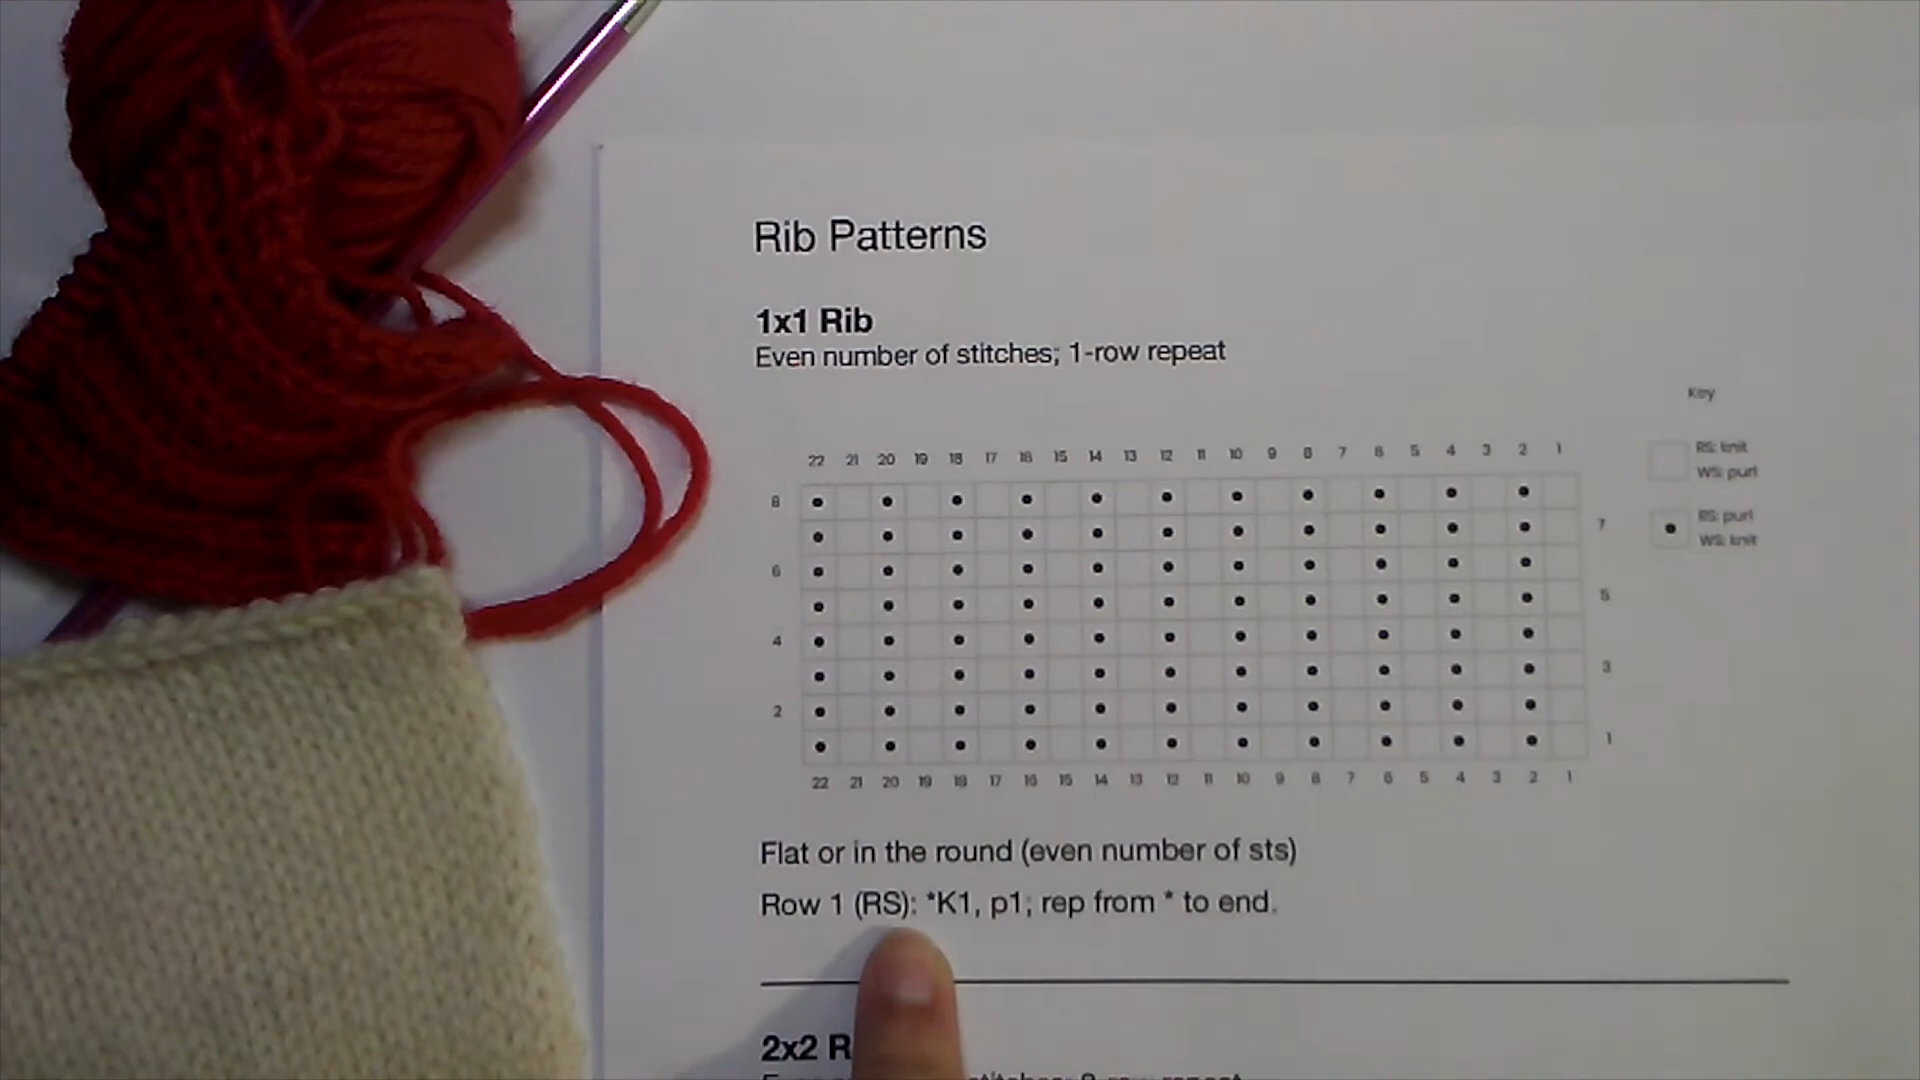 Rib Patterns
1x1 Rib
Even number of stitches; 1-row repeat
Key
22 21 20 19 18 17 16 15 14 13 12 11 10 9 8 7 6 5 4 3 2 1
RS: knit
WS: purl
RS: purl
WS: knit
8
7
6
5
4
3
2
1
22 21 20 19 18 17 16 15 14 13 12 11 10 9 8 7 6 5 4 3 2 1
Flat or in the round (even number of sts)
Row 1 (RS): *K1, p1; rep from * to end.
2x2 R